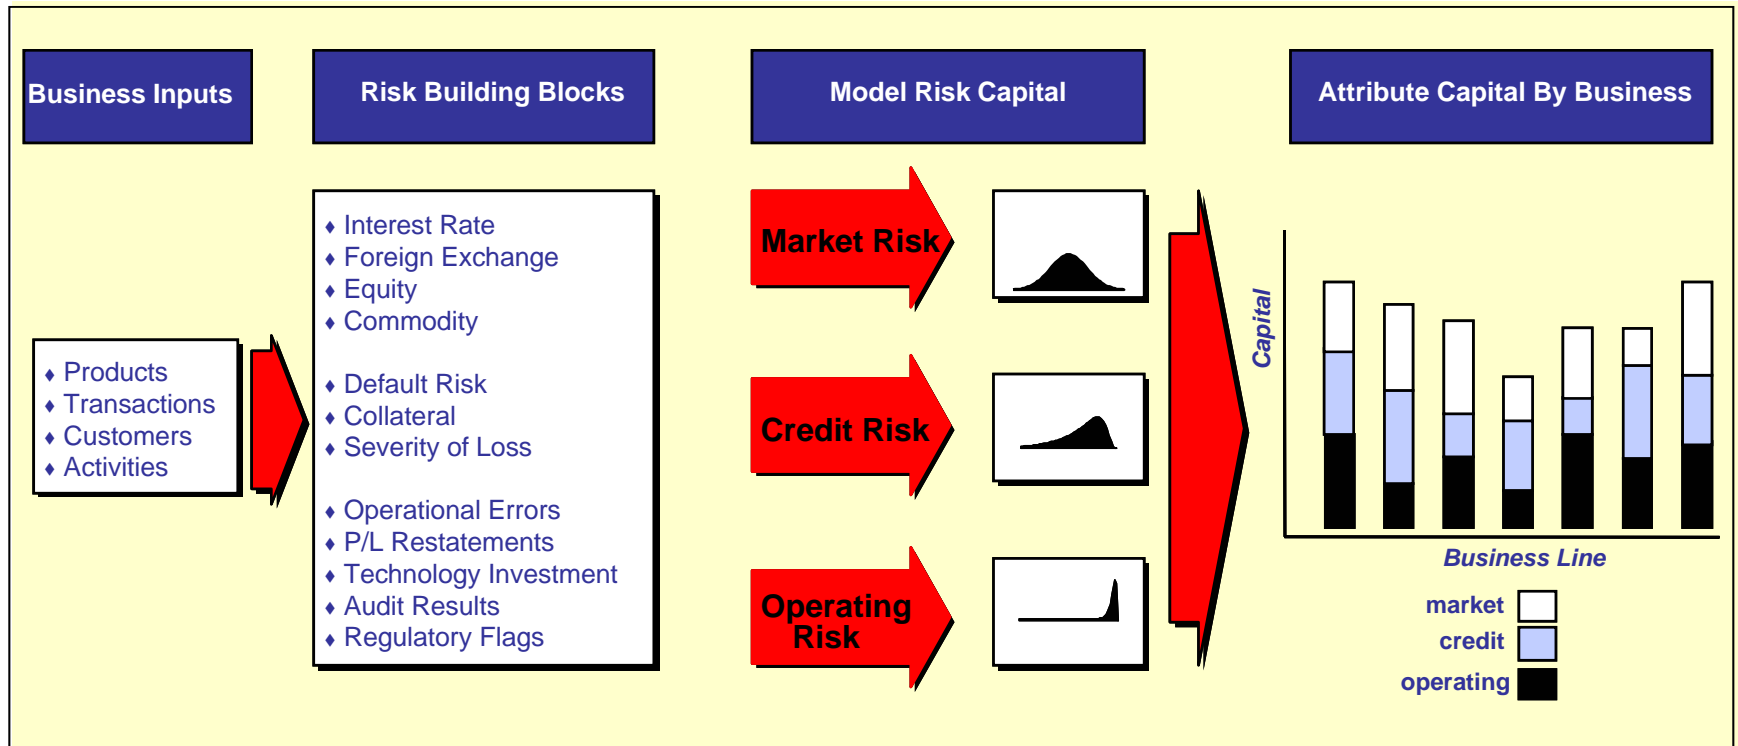 Business Inputs
Risk Building Blocks
Model Risk Capital
Attribute Capital By Business
♦ Products
♦ Transactions
♦ Customers
♦ Activities
♦ Interest Rate
♦ Foreign Exchange
♦ Equity
♦ Commodity
♦ Default Risk
♦ Collateral
♦ Severity of Loss
♦ Operational Errors
♦ P/L Restatements
♦ Technology Investment
♦ Audit Results
♦ Regulatory Flags
Market Risk
Credit Risk
Operating
Risk
Capital
Business Line
market
credit
operating